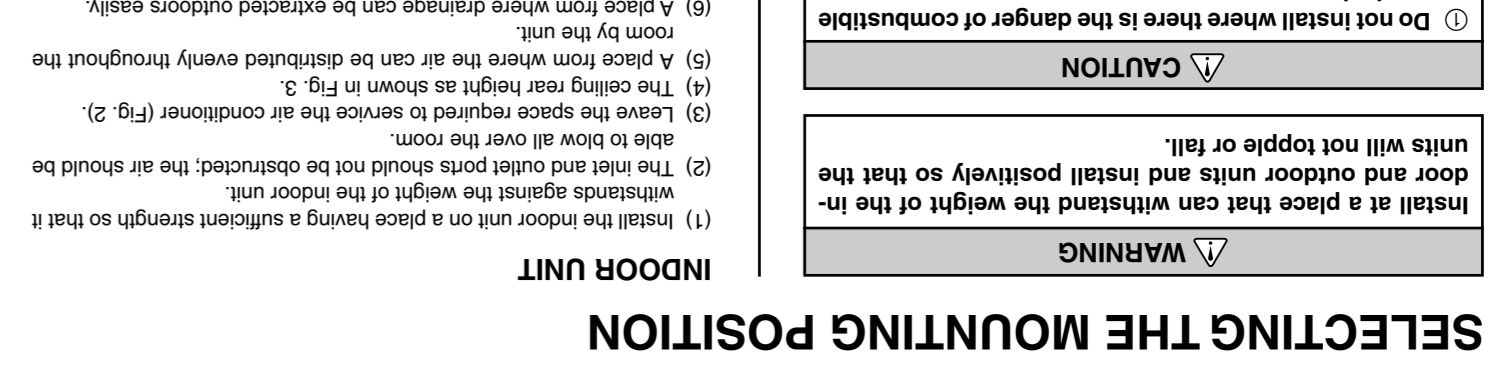 SELECTING THE MOUNTING POSITION
WARNING
Install at a place that can withstand the weight of the in-
door and outdoor units and install positively so that the
units will not topple or fall.
CAUTION
① Do not install where there is the danger of combustible
INDOOR UNIT
(1) Install the indoor unit on a place having a sufficient strength so that it
withstands against the weight of the indoor unit.
(2) The inlet and outlet ports should not be obstructed; the air should be
able to blow all over the room.
(3) Leave the space required to service the air conditioner (Fig. 2).
(4) The ceiling rear height as shown in Fig. 3.
(5) A place from where the air can be distributed evenly throughout the
room by the unit.
(6) A place from where drainage can be extracted outdoors easily.